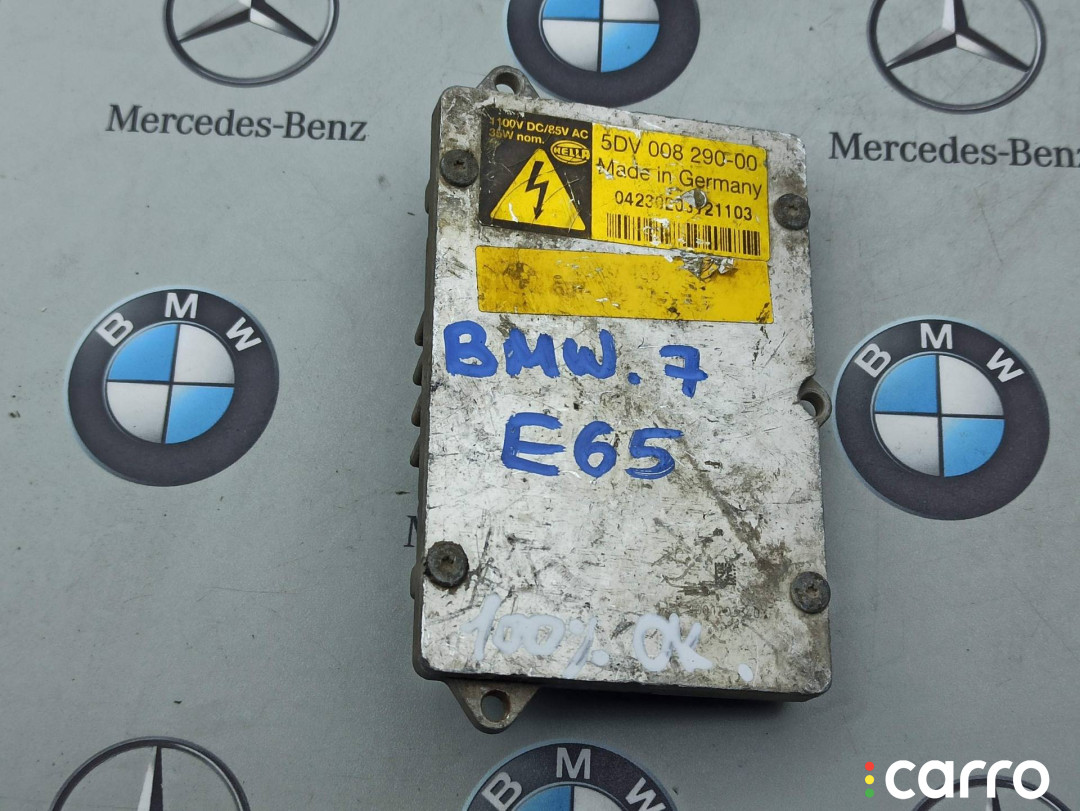 Mercedes-Benz
Mercedes-Benz
1100V DC/85V AC
35W nom.
HELLA
5DV 008 290-00
Made in Germany
BMW
BMW
BMW. 7
E65
100% OK.
BMW
carro